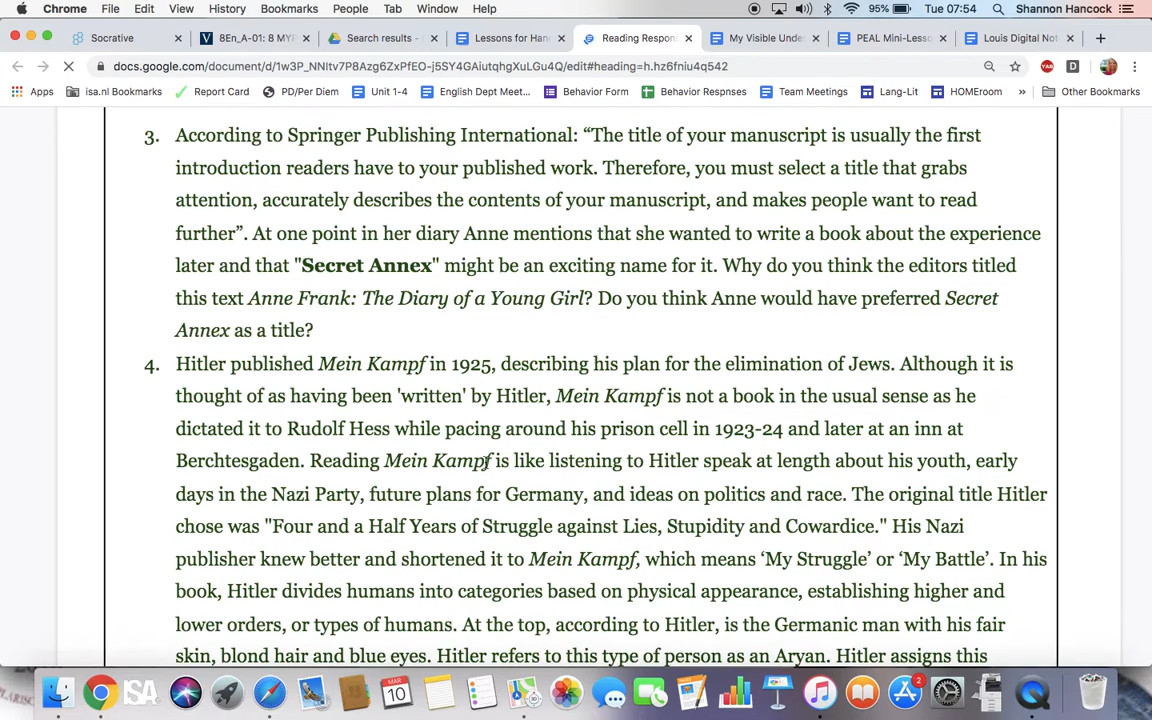 Chrome File Edit View History Bookmarks People Tab Window Help 95% Tue 07:54 Shannon Hancock
Socrative 8En_A-01: 8 MYP Search results - Lessons for Han Reading Respon My Visible Unde PEAL Mini-Less Louis Digital Not
docs.google.com/document/d/1w3P_NNltv7P8Azg6ZxPfEO-j5SY4GAiutqhgXuLGu4Q/edit#heading=h.hz6fniu4q542
Apps isa.nl Bookmarks Report Card PD/Per Diem Unit 1-4 English Dept Meet... Behavior Form Behavior Respnses Team Meetings Lang-Lit HOMEroom » Other Bookmarks
3. According to Springer Publishing International: “The title of your manuscript is usually the first
introduction readers have to your published work. Therefore, you must select a title that grabs
attention, accurately describes the contents of your manuscript, and makes people want to read
further”. At one point in her diary Anne mentions that she wanted to write a book about the experience
later and that "Secret Annex" might be an exciting name for it. Why do you think the editors titled
this text Anne Frank: The Diary of a Young Girl? Do you think Anne would have preferred Secret
Annex as a title?
4. Hitler published Mein Kampf in 1925, describing his plan for the elimination of Jews. Although it is
thought of as having been 'written' by Hitler, Mein Kampf is not a book in the usual sense as he
dictated it to Rudolf Hess while pacing around his prison cell in 1923-24 and later at an inn at
Berchtesgaden. Reading Mein Kampf is like listening to Hitler speak at length about his youth, early
days in the Nazi Party, future plans for Germany, and ideas on politics and race. The original title Hitler
chose was "Four and a Half Years of Struggle against Lies, Stupidity and Cowardice." His Nazi
publisher knew better and shortened it to Mein Kampf, which means ‘My Struggle’ or ‘My Battle’. In his
book, Hitler divides humans into categories based on physical appearance, establishing higher and
lower orders, or types of humans. At the top, according to Hitler, is the Germanic man with his fair
skin, blond hair and blue eyes. Hitler refers to this type of person as an Aryan. Hitler assigns this
ISA MAR 10 2